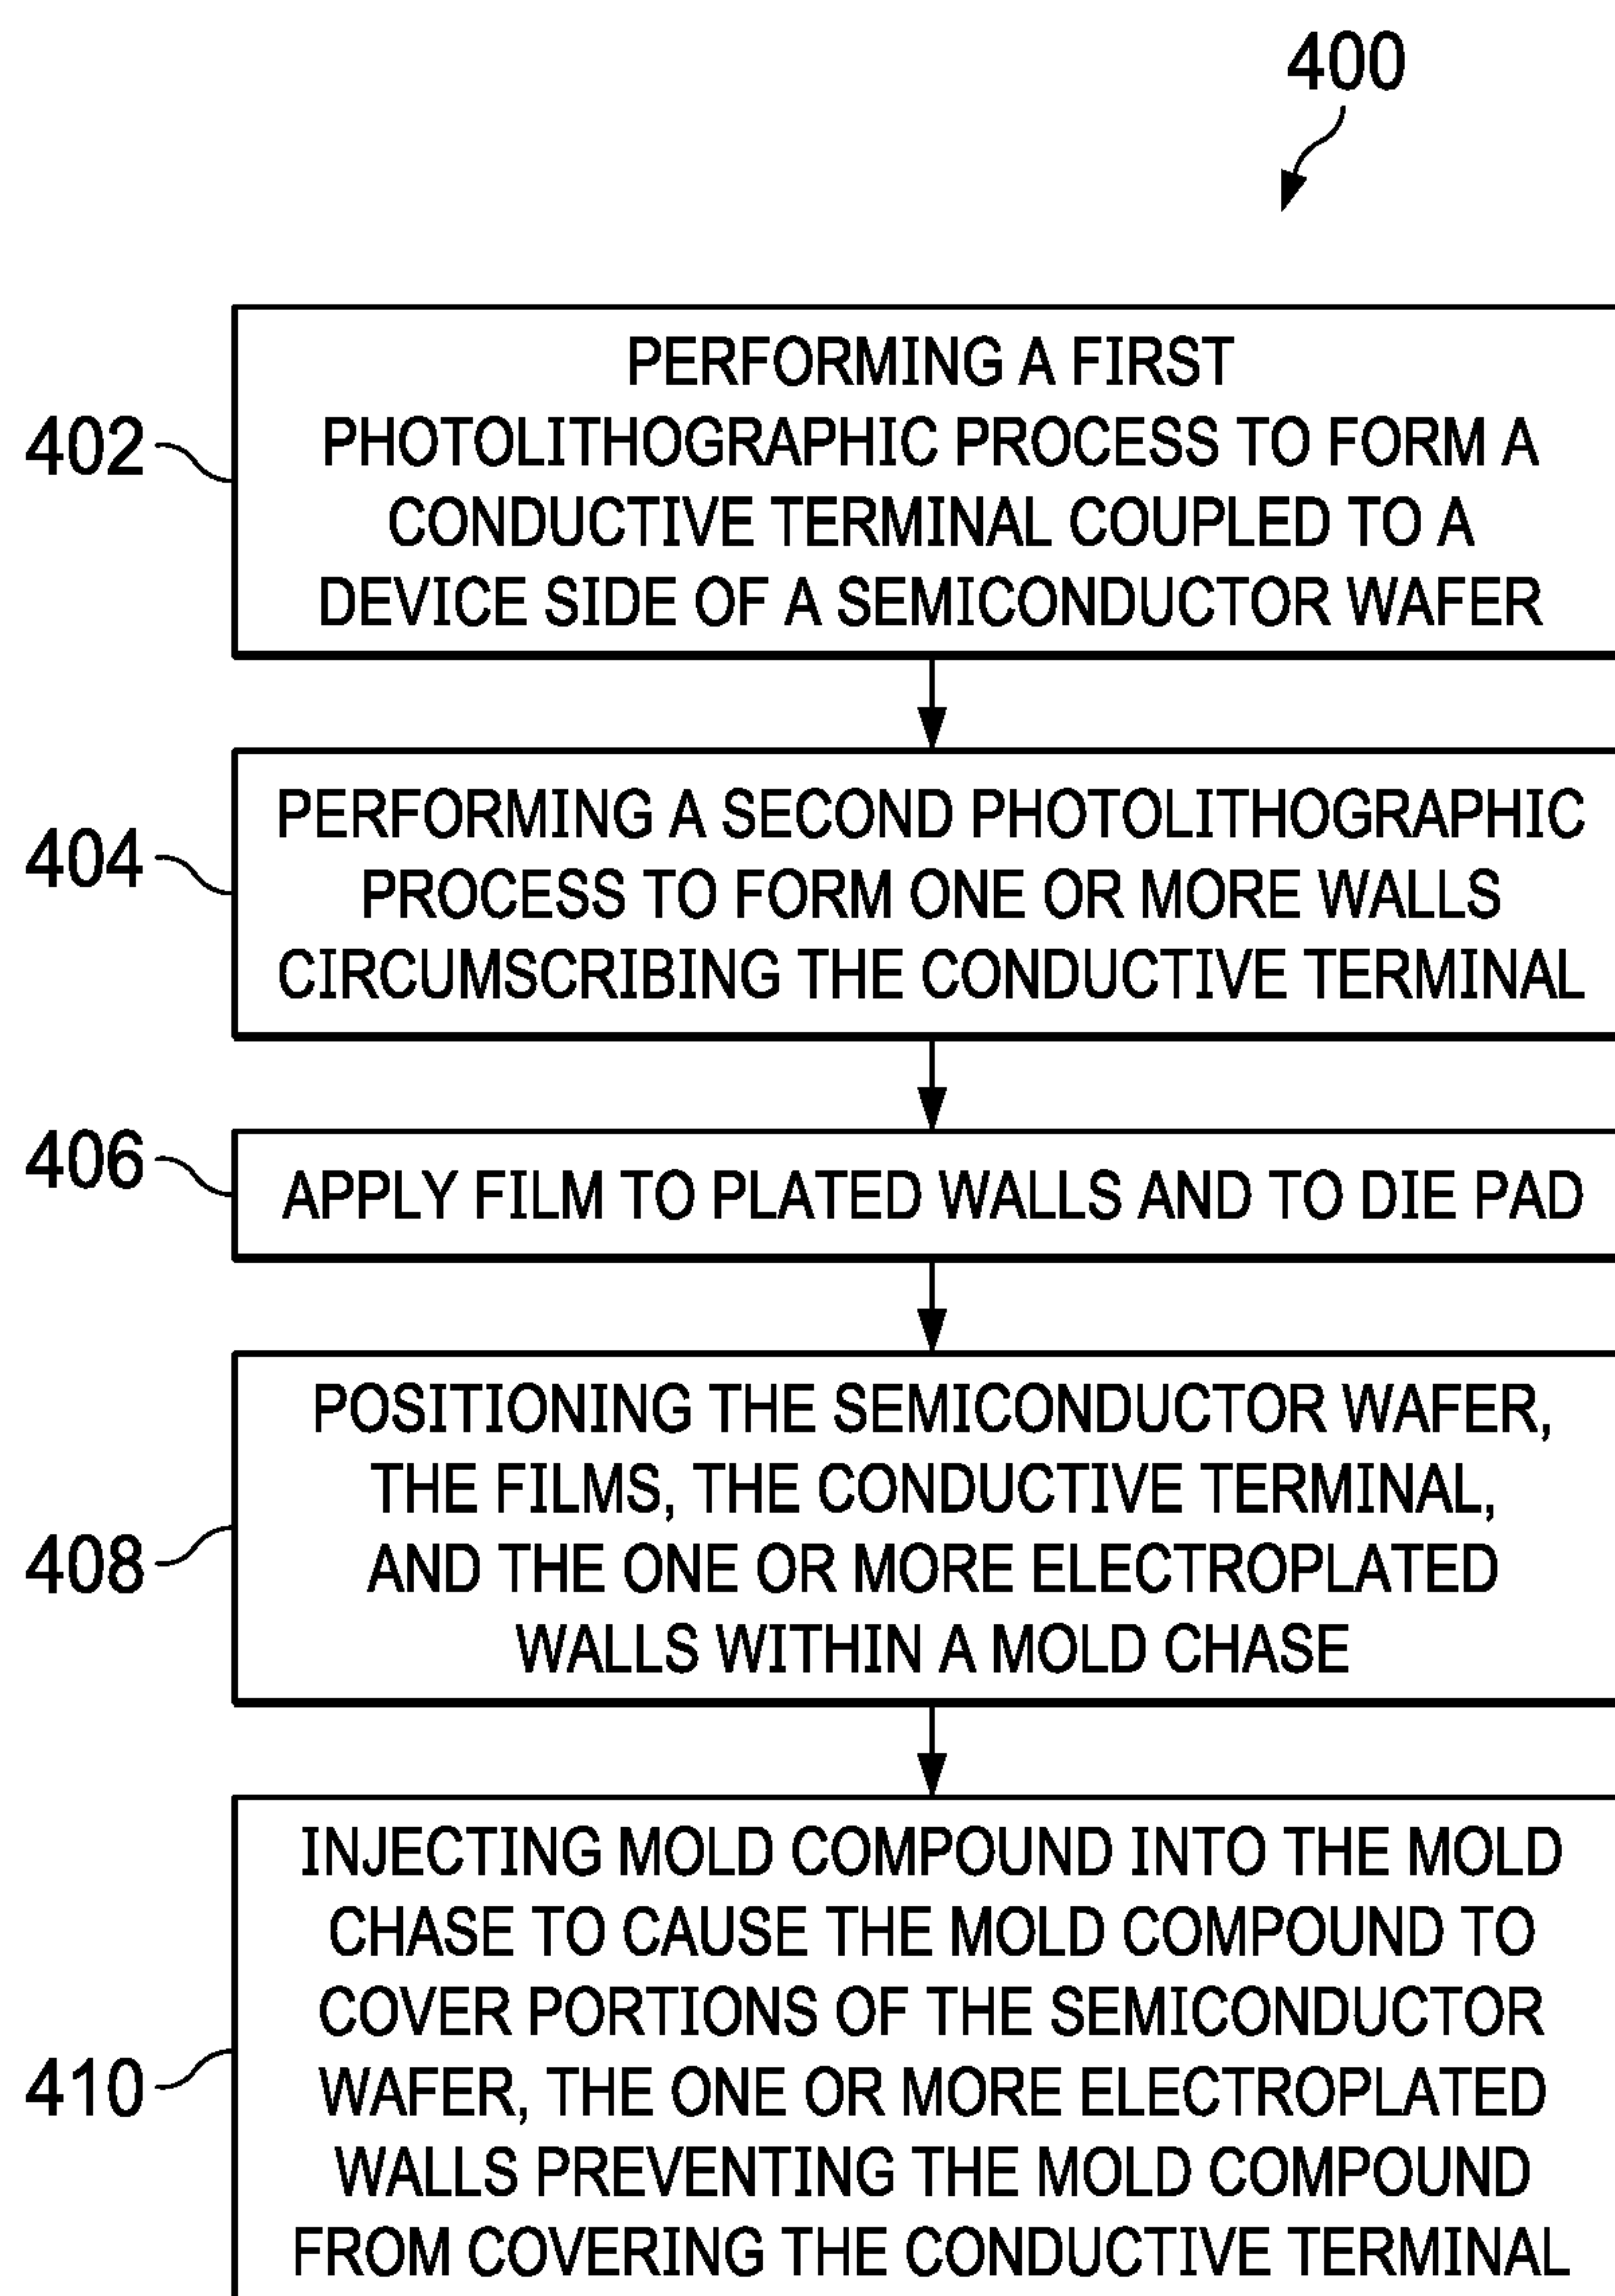 400
402
PERFORMING A FIRST
PHOTOLITHOGRAPHIC PROCESS TO FORM A
CONDUCTIVE TERMINAL COUPLED TO A
DEVICE SIDE OF A SEMICONDUCTOR WAFER
404
PERFORMING A SECOND PHOTOLITHOGRAPHIC
PROCESS TO FORM ONE OR MORE WALLS
CIRCUMSCRIBING THE CONDUCTIVE TERMINAL
406
APPLY FILM TO PLATED WALLS AND TO DIE PAD
408
POSITIONING THE SEMICONDUCTOR WAFER,
THE FILMS, THE CONDUCTIVE TERMINAL,
AND THE ONE OR MORE ELECTROPLATED
WALLS WITHIN A MOLD CHASE
410
INJECTING MOLD COMPOUND INTO THE MOLD
CHASE TO CAUSE THE MOLD COMPOUND TO
COVER PORTIONS OF THE SEMICONDUCTOR
WAFER, THE ONE OR MORE ELECTROPLATED
WALLS PREVENTING THE MOLD COMPOUND
FROM COVERING THE CONDUCTIVE TERMINAL